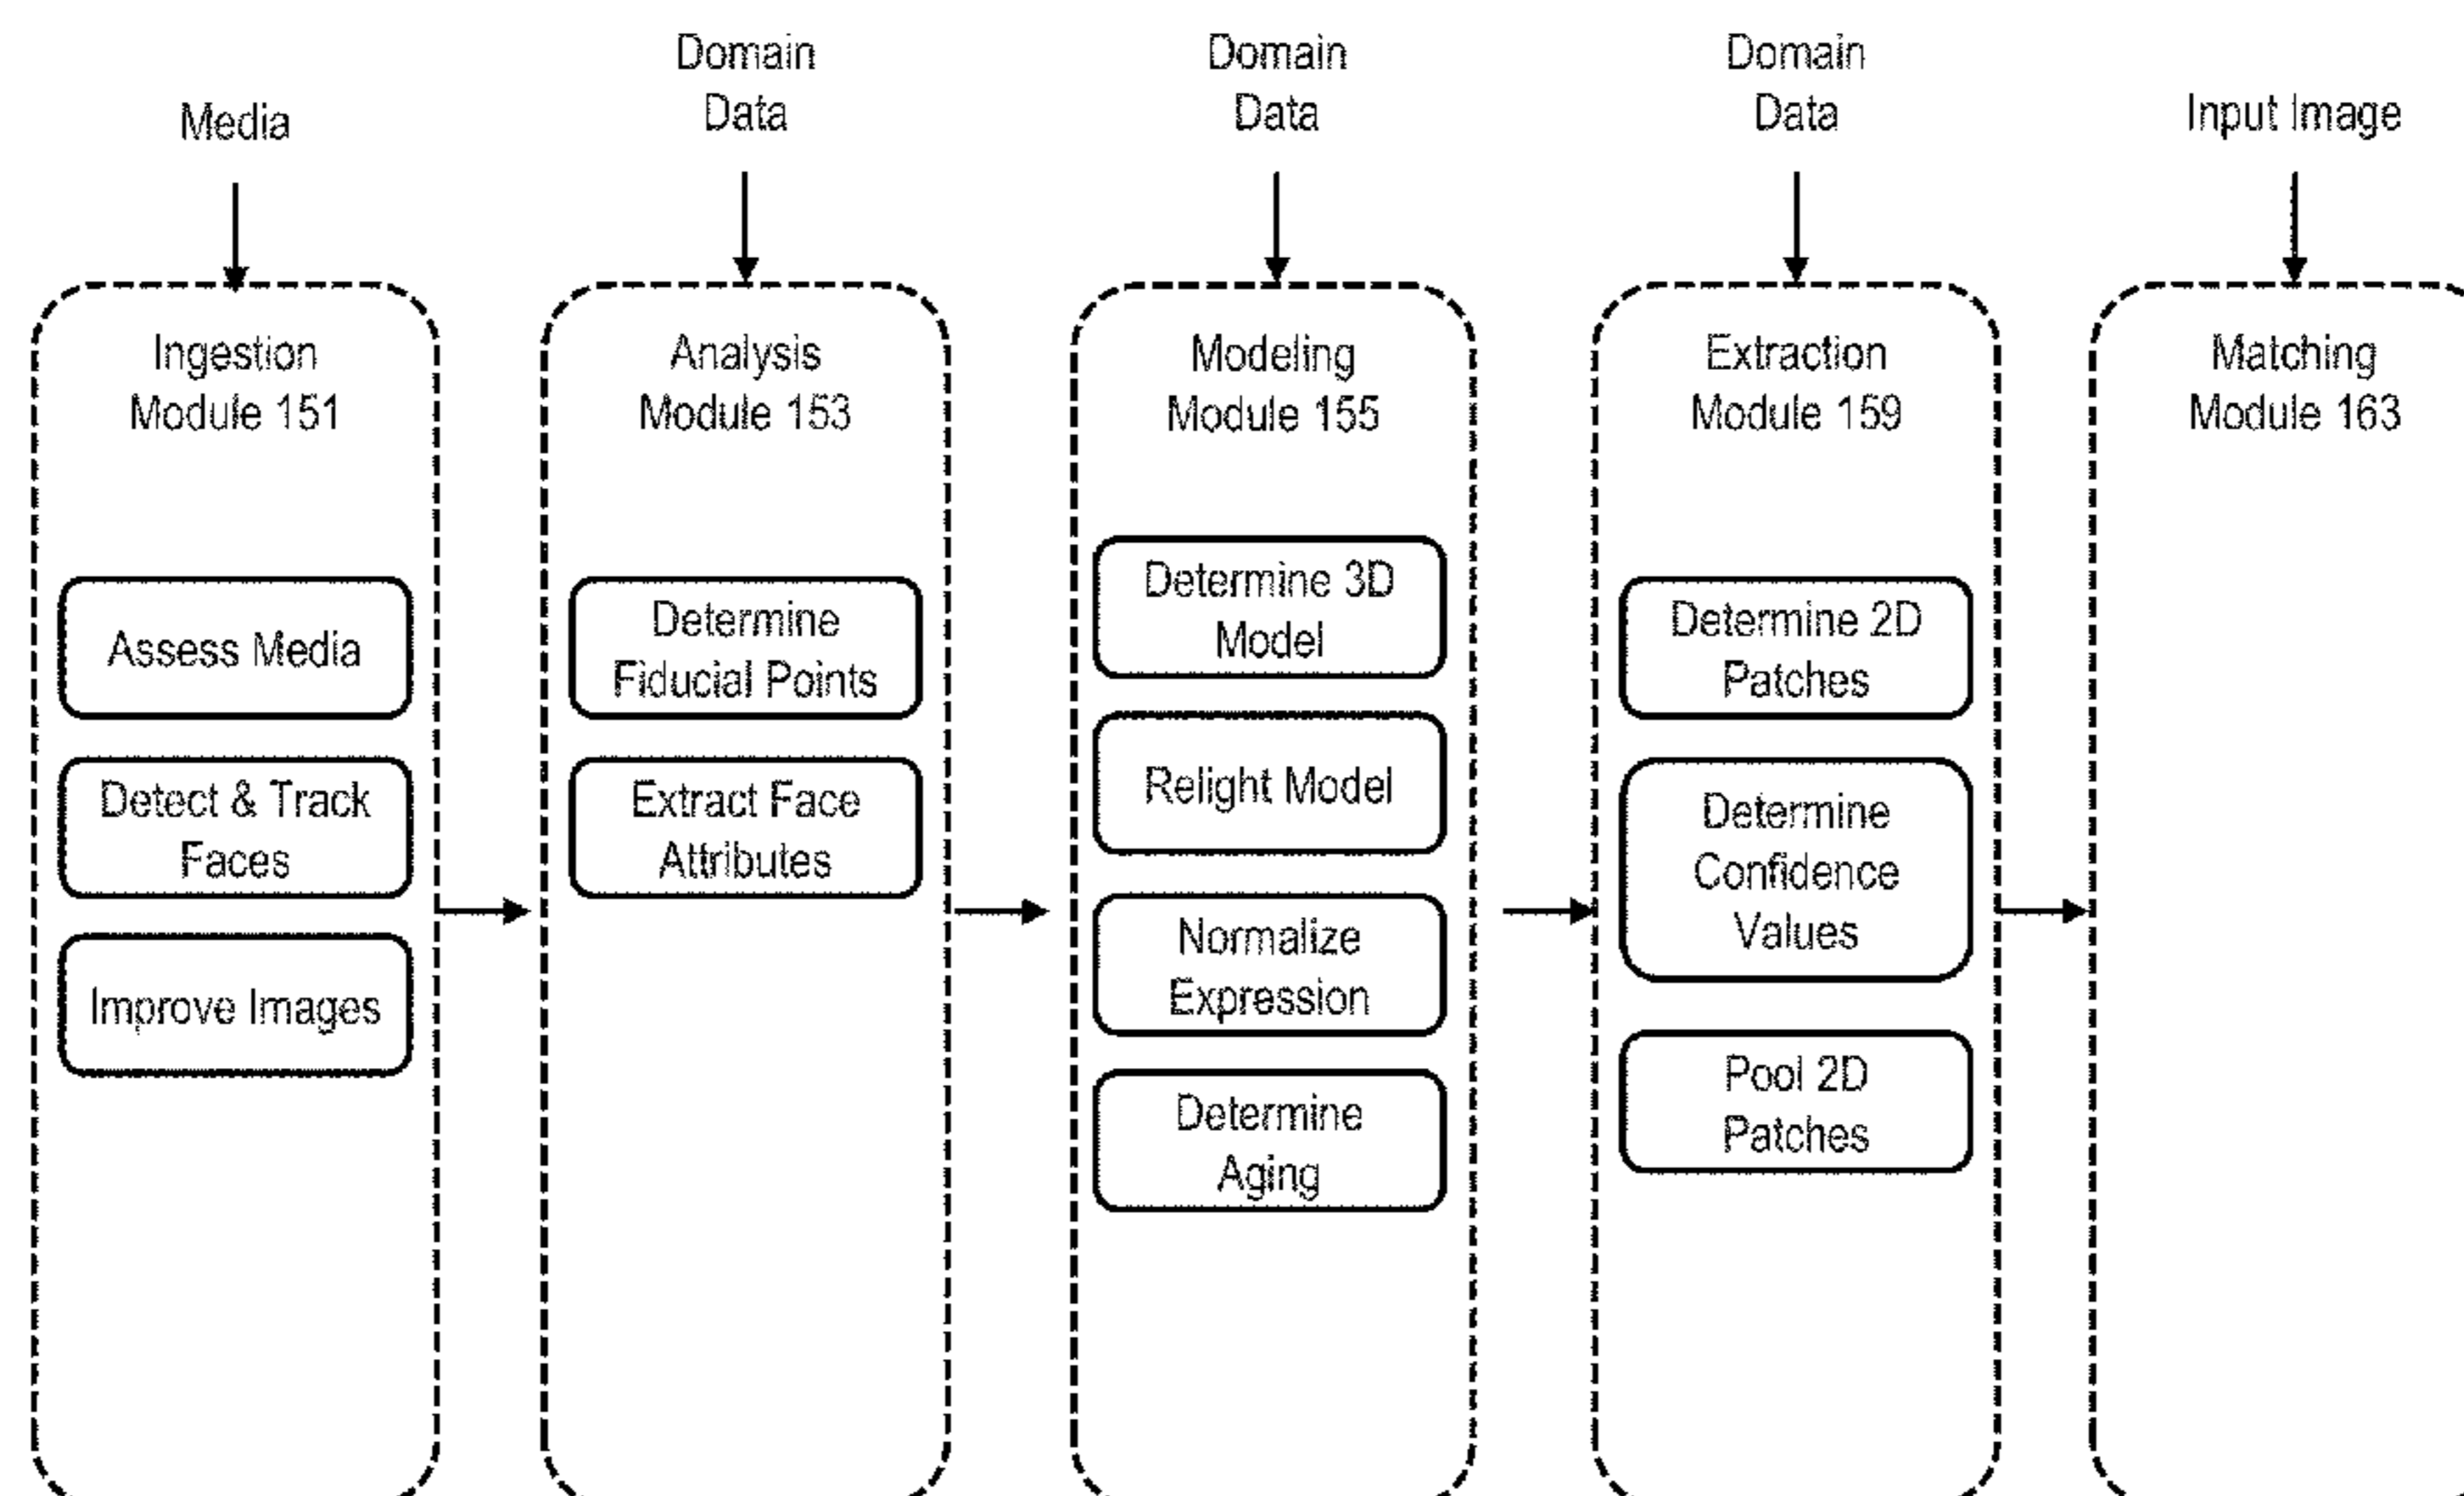 Media
Domain
Data
Domain
Data
Domain
Data
Input Image
Ingestion
Module 151
Assess Media
Detect & Track
Faces
Improve Images
Analysis
Module 153
Determine
Fiducial Points
Extract Face
Attributes
Modeling
Module 155
Determine 3D
Model
Relight Model
Normalize
Expression
Determine
Aging
Extraction
Module 159
Determine 2D
Patches
Determine
Confidence
Values
Pool 2D
Patches
Matching
Module 163